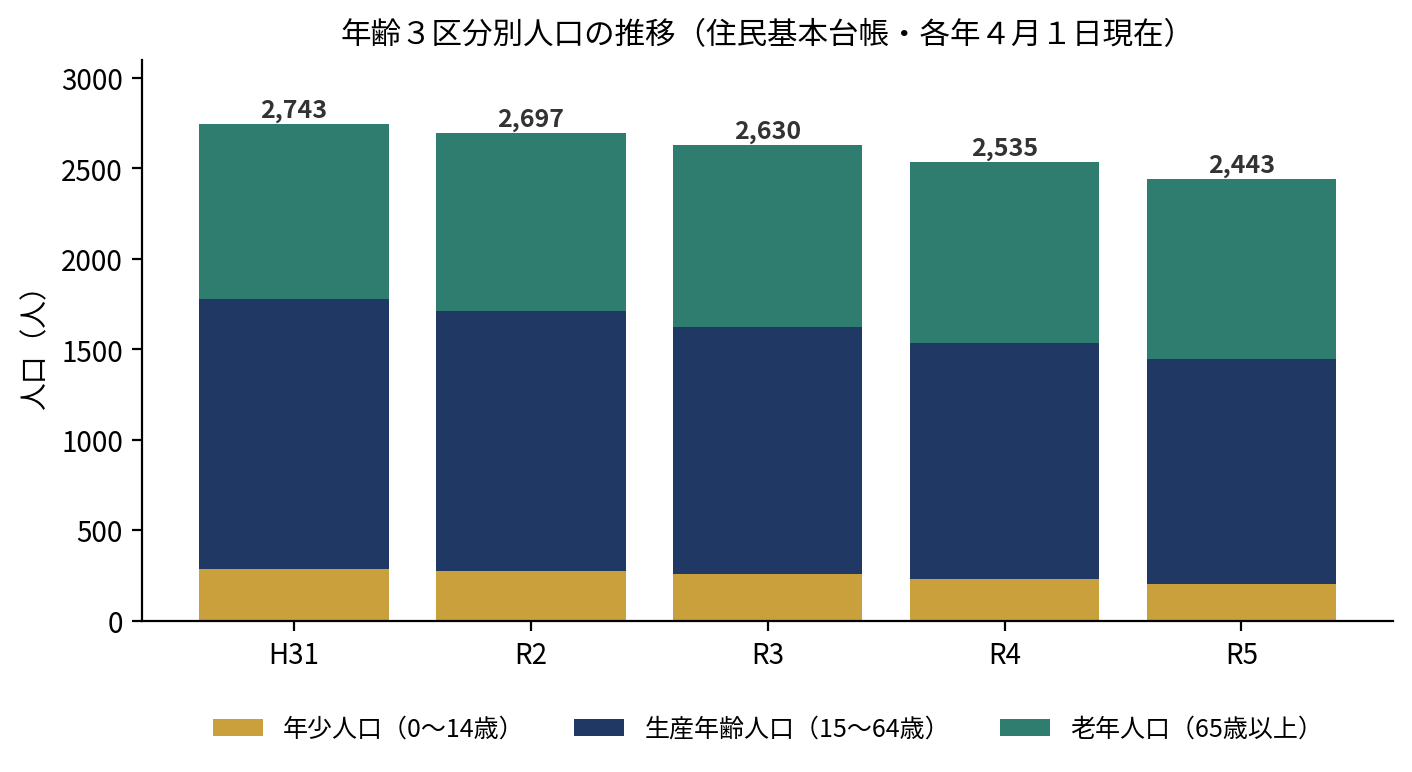 年齢３区分別人口の推移（住民基本台帳・各年４月１日現在）
人口（人）
3000
2500
2000
1500
1000
500
0
2,743
2,697
2,630
2,535
2,443
H31
R2
R3
R4
R5
年少人口（0～14歳）
生産年齢人口（15～64歳）
老年人口（65歳以上）